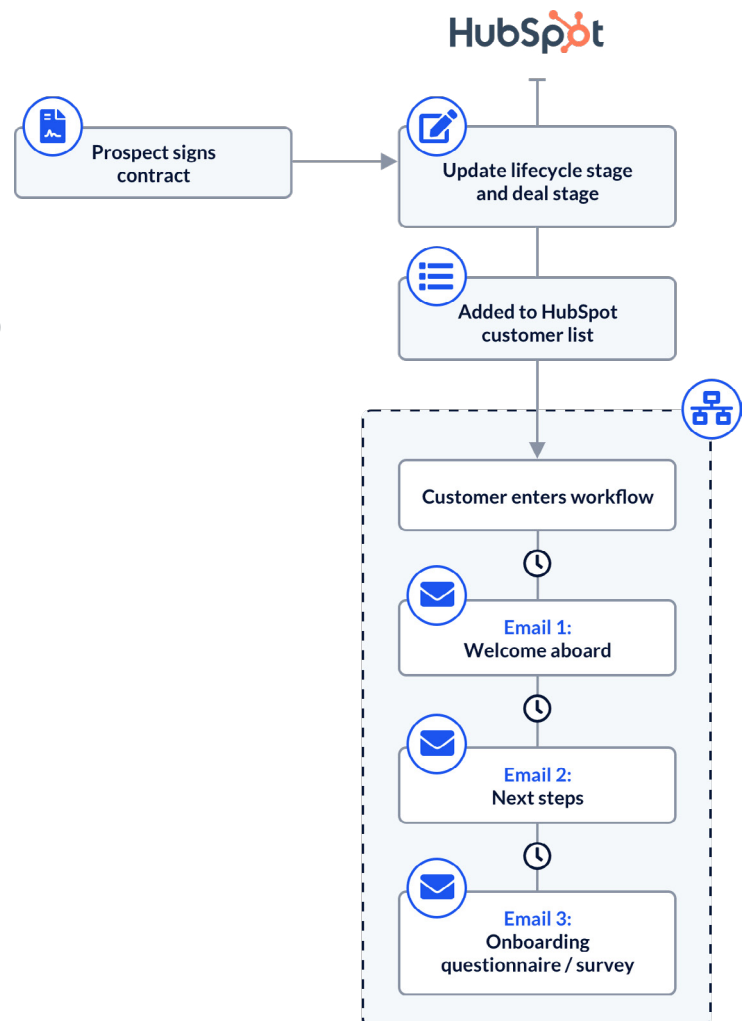 HubSpot
Prospect signs
contract
Update lifecycle stage
and deal stage
Added to HubSpot
customer list
Customer enters workflow
Email 1:
Welcome aboard
Email 2:
Next steps
Email 3:
Onboarding
questionnaire / survey